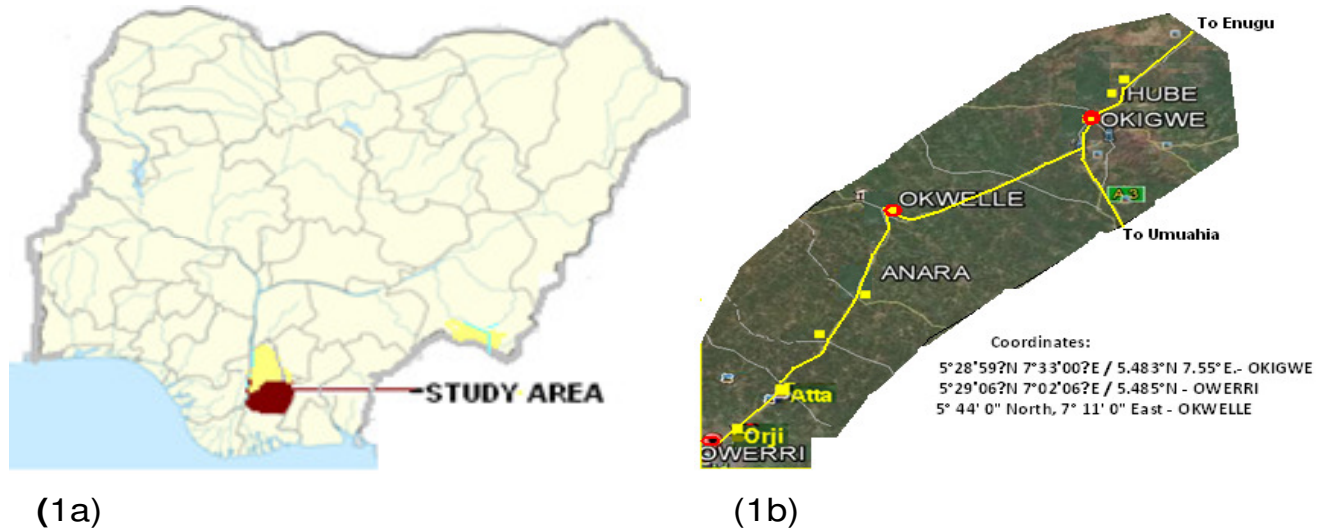 STUDY AREA
(1a)
To Enugu
IHUBE
OKIGWE
A 3
OKWELLE
To Umuahia
ANARA
Coordinates:
5°28'59?N 7°33'00?E / 5.483°N 7.55°E.- OKIGWE
5°29'06?N 7°02'06?E / 5.485°N - OWERRI
5° 44' 0" North, 7° 11' 0" East - OKWELLE
Atta
Orji
OWERRI
(1b)